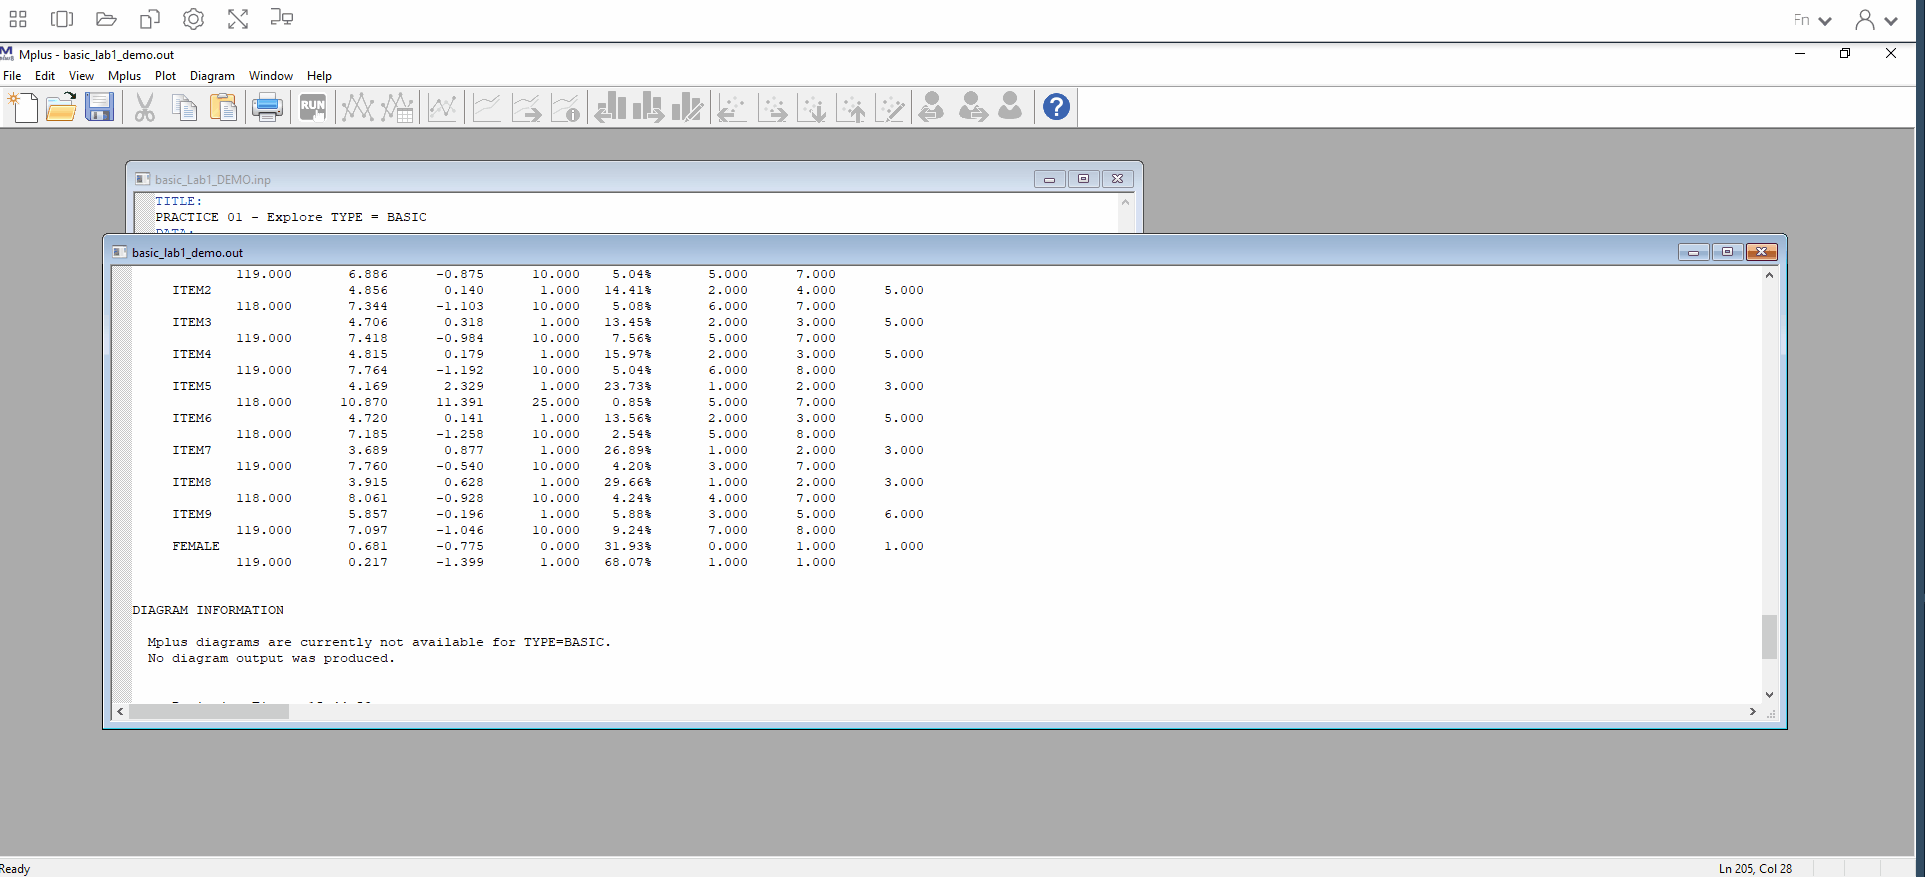 Fn
Mplus - basic_lab1_demo.out
File Edit View Mplus Plot Diagram Window Help
RUN
basic_Lab1_DEMO.inp
TITLE:
PRACTICE 01 - Explore TYPE = BASIC
DATA:
basic_lab1_demo.out
119.000 6.886 -0.875 10.000 5.04% 5.000 7.000
ITEM2 4.856 0.140 1.000 14.41% 2.000 4.000 5.000
118.000 7.344 -1.103 10.000 5.08% 6.000 7.000
ITEM3 4.706 0.318 1.000 13.45% 2.000 3.000 5.000
119.000 7.418 -0.984 10.000 7.56% 5.000 7.000
ITEM4 4.815 0.179 1.000 15.97% 2.000 3.000 5.000
119.000 7.764 -1.192 10.000 5.04% 6.000 8.000
ITEM5 4.169 2.329 1.000 23.73% 1.000 2.000 3.000
118.000 10.870 11.391 25.000 0.85% 5.000 7.000
ITEM6 4.720 0.141 1.000 13.56% 2.000 3.000 5.000
118.000 7.185 -1.258 10.000 2.54% 5.000 8.000
ITEM7 3.689 0.877 1.000 26.89% 1.000 2.000 3.000
119.000 7.760 -0.540 10.000 4.20% 3.000 7.000
ITEM8 3.915 0.628 1.000 29.66% 1.000 2.000 3.000
118.000 8.061 -0.928 10.000 4.24% 4.000 7.000
ITEM9 5.857 -0.196 1.000 5.88% 3.000 5.000 6.000
119.000 7.097 -1.046 10.000 9.24% 7.000 8.000
FEMALE 0.681 -0.775 0.000 31.93% 0.000 1.000 1.000
119.000 0.217 -1.399 1.000 68.07% 1.000 1.000
DIAGRAM INFORMATION
Mplus diagrams are currently not available for TYPE=BASIC.
No diagram output was produced.
Ready
Ln 205, Col 28